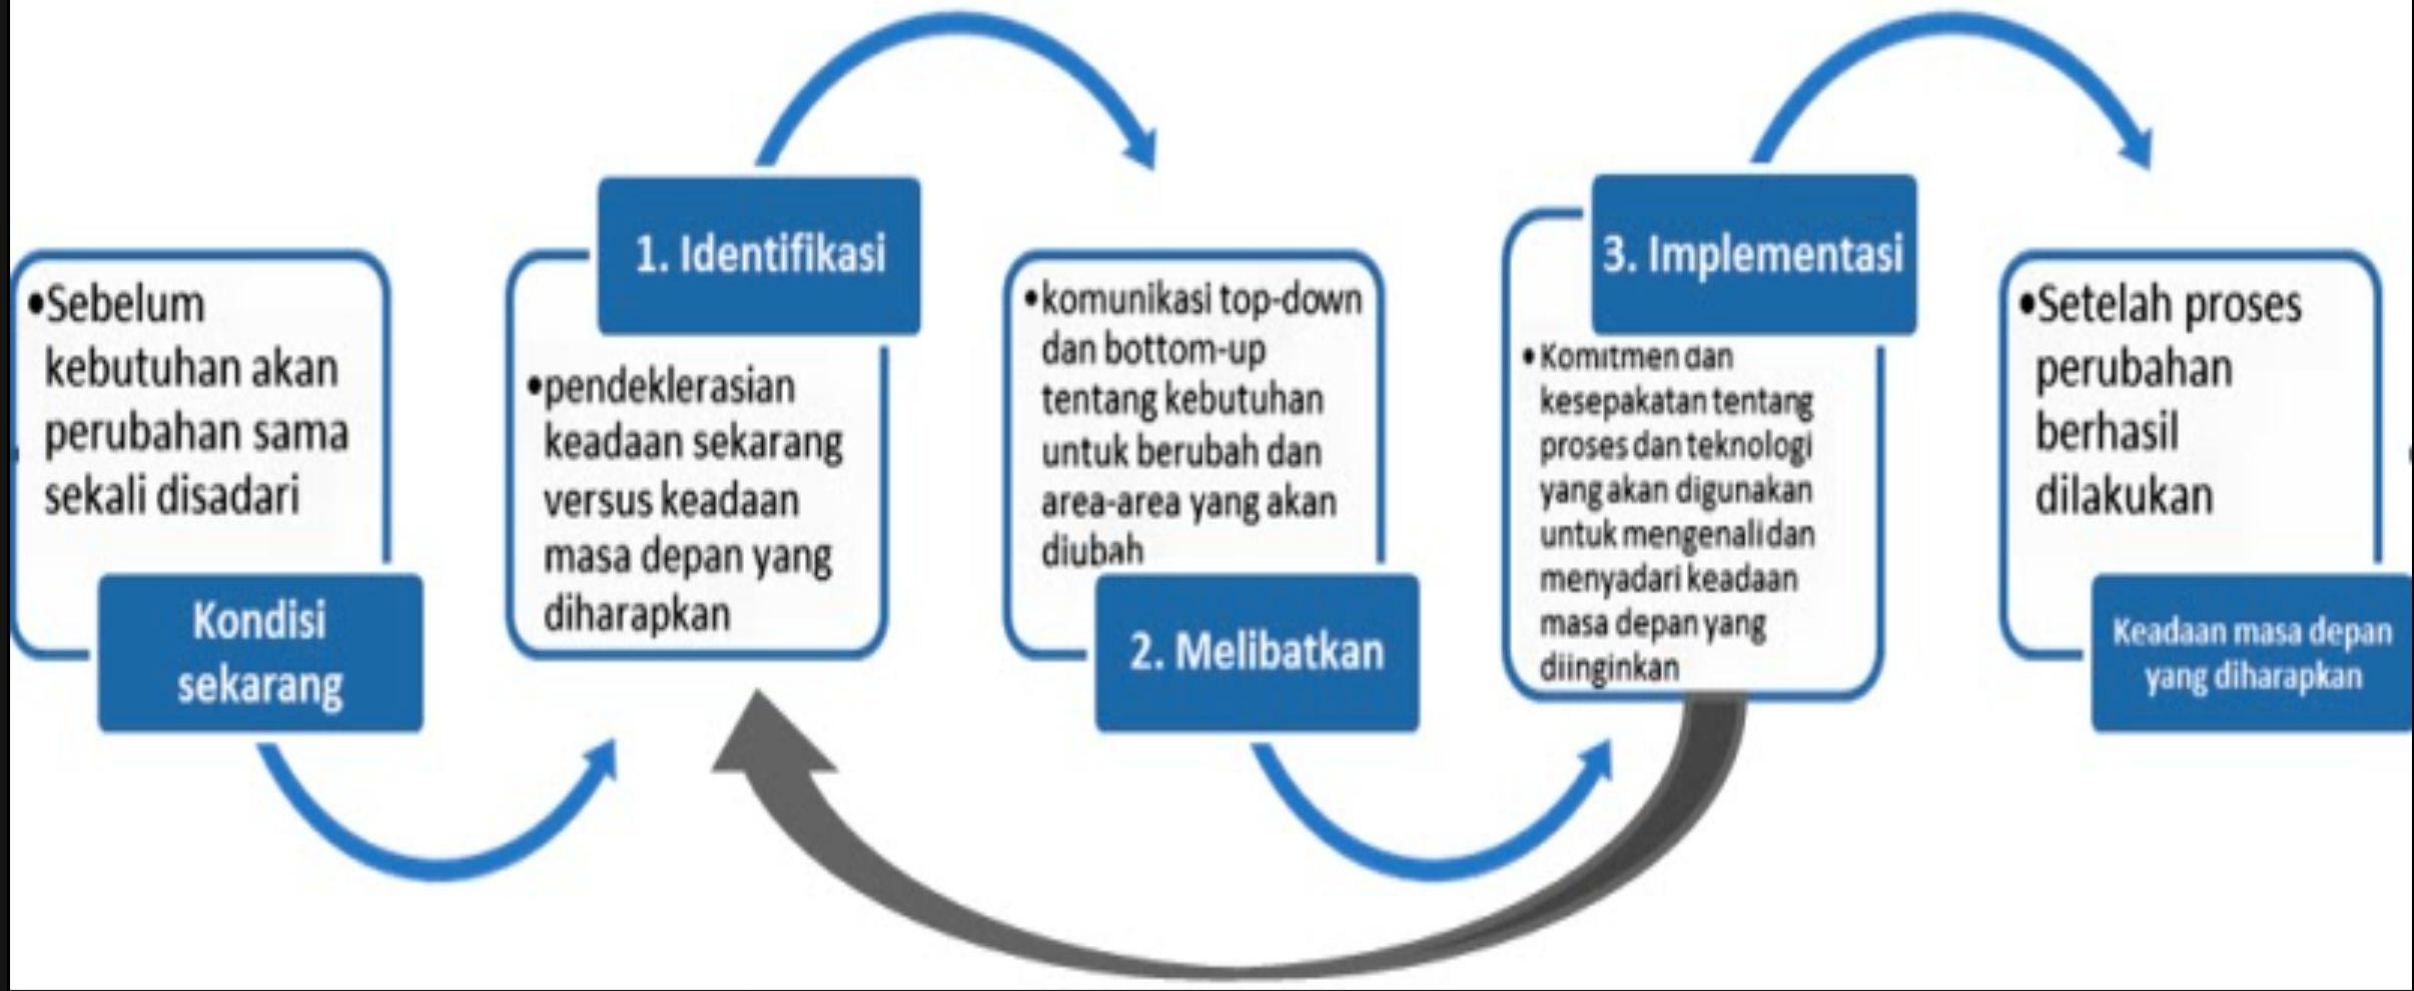 •Sebelum
kebutuhan akan
perubahan sama
sekali disadari
Kondisi
sekarang
1. Identifikasi
•pendeklerasian
keadaan sekarang
versus keadaan
masa depan yang
diharapkan
•komunikasi top-down
dan bottom-up
tentang kebutuhan
untuk berubah dan
area-area yang akan
diubah
2. Melibatkan
3. Implementasi
•Komitmen dan
kesepakatan tentang
proses dan teknologi
yang akan digunakan
untuk mengenali dan
menyadari keadaan
masa depan yang
diinginkan
•Setelah proses
perubahan
berhasil
dilakukan
Keadaan masa depan
yang diharapkan